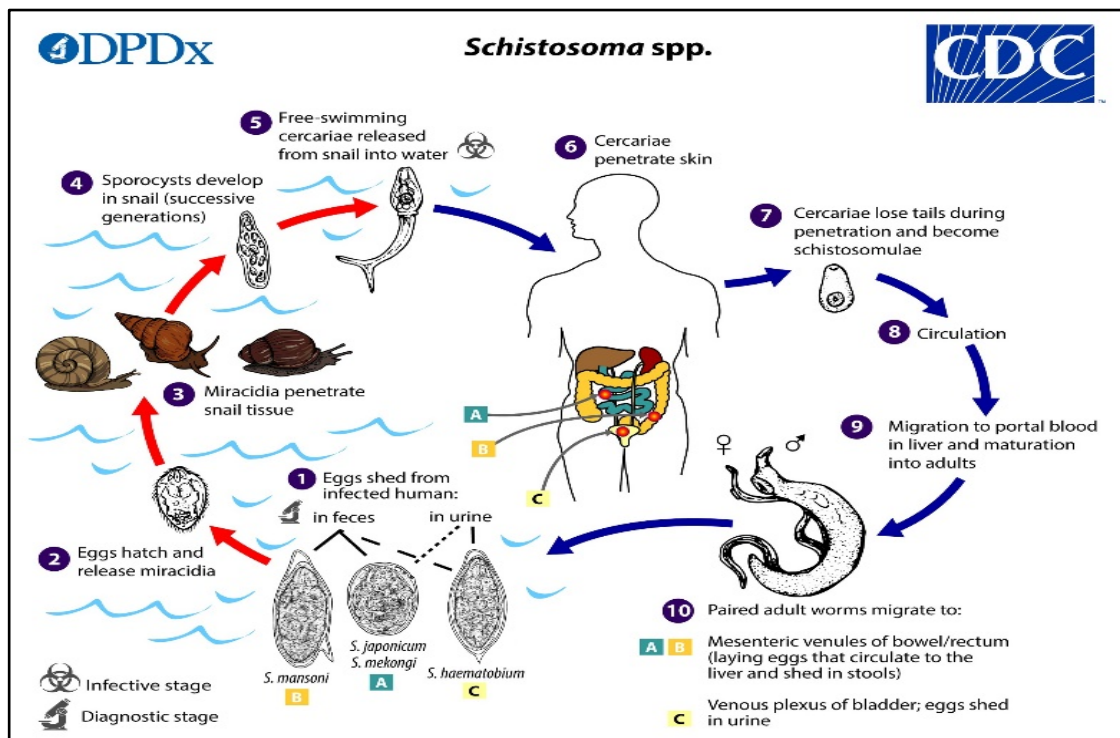 DPDx
Schistosoma spp.
CDC
TM
5 Free-swimming
cercariae released
from snail into water
6 Cercariae
penetrate skin
4 Sporocysts develop
in snail (successive
generations)
7 Cercariae lose tails during
penetration and become
schistosomulae
8 Circulation
3 Miracidia penetrate
snail tissue
A
B
C
9 Migration to portal blood
in liver and maturation
into adults
♀ ♂
1 Eggs shed from
infected human:
in feces
in urine
2 Eggs hatch and
release miracidia
S. mansoni
B
S. japonicum
S. mekongi
A
S. haematobium
C
10 Paired adult worms migrate to:
A B Mesenteric venules of bowel/rectum
(laying eggs that circulate to the
liver and shed in stools)
C Venous plexus of bladder; eggs shed
in urine
Infective stage
Diagnostic stage